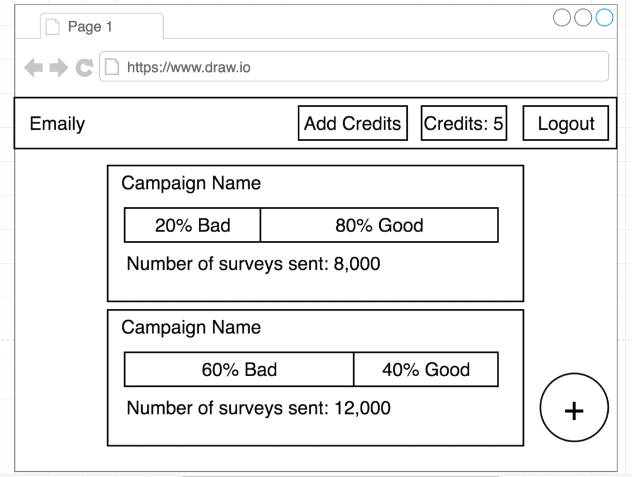 Page 1
https://www.draw.io
Emaily Add Credits Credits: 5 Logout
Campaign Name
20% Bad 80% Good
Number of surveys sent: 8,000
Campaign Name
60% Bad 40% Good
Number of surveys sent: 12,000
+